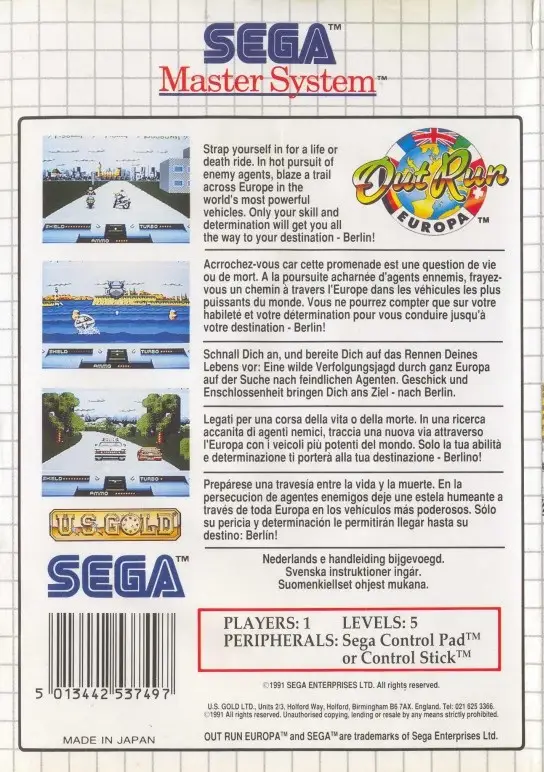 SEGA™
Master System™
Strap yourself in for a life or
death ride. In hot pursuit of
enemy agents, blaze a trail
across Europe in the
world's most powerful
vehicles. Only your skill and
determination will get you all
the way to your destination - Berlin!
Out Run
EUROPA™
SHIELD TURBO
AMMO
Acrrochez-vous car cette promenade est une question de vie
ou de mort. A la poursuite acharnée d'agents ennemis, frayez-
vous un chemin à travers l'Europe dans les véhicules les plus
puissants du monde. Vous ne pourrez compter que sur votre
habileté et votre détermination pour vous conduire jusqu'à
votre destination - Berlin!
SHIELD TURBO
AMMO
Schnall Dich an, und bereite Dich auf das Rennen Deines
Lebens vor: Eine wilde Verfolgungsjagd durch ganz Europa
auf der Suche nach feindlichen Agenten. Geschick und
Enschlossenheit bringen Dich ans Ziel - nach Berlin.
Legati per una corsa della vita o della morte. In una ricerca
accanita di agenti nemici, traccia una nuova via attraverso
l'Europa con i veicoli più potenti del mondo. Solo la tua abilità
e determinazione ti porterà alla tua destinazione - Berlino!
SHIELD TURBO
AMMO
Prepárese una travesía entre la vida y la muerte. En la
persecucion de agentes enemigos deje una estela humeante a
través de toda Europa en los vehículos más poderosos. Sólo
su pericia y determinación le permitirán llegar hasta su
destino: Berlín!
U.S. GOLD
SEGA™
Nederlands e handleiding bijgevoegd.
Svenska instruktioner ingár.
Suomenkiellset ohjest mukana.
PLAYERS: 1 LEVELS: 5
PERIPHERALS: Sega Control Pad™
or Control Stick™
5 013442 537497
©1991 SEGA ENTERPRISES LTD. All rights reserved.
U.S. GOLD LTD., Units 2/3, Holford Way, Holford, Birmingham B6 7AX. England. Tel: 021 625 3366.
©1991 All rights reserved. Unauthorised copying, lending or resale by any means strictly prohibited.
MADE IN JAPAN
OUT RUN EUROPA™ and SEGA™ are trademarks of Sega Enterprises Ltd.